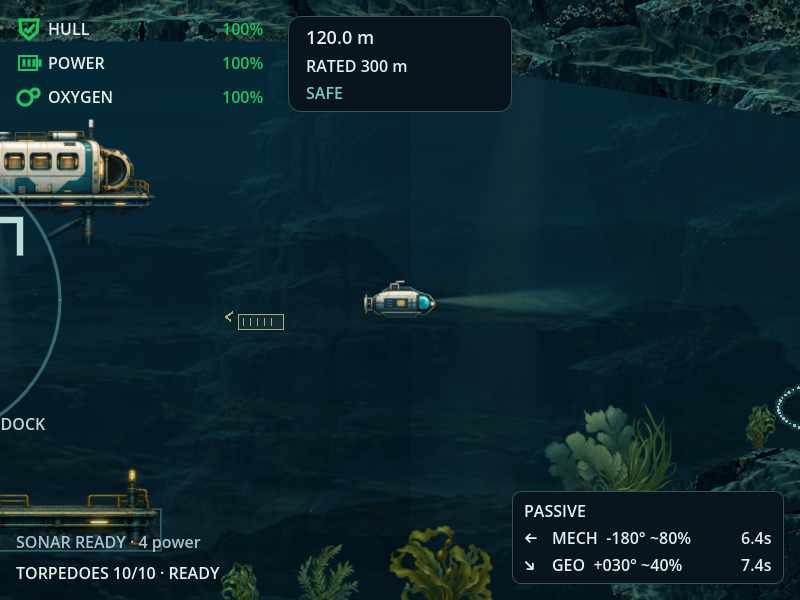 HULL 100%
POWER 100%
OXYGEN 100%
120.0 m
RATED 300 m
SAFE
DOCK
SONAR READY · 4 power
TORPEDOES 10/10 · READY
PASSIVE
← MECH -180° ~80% 6.4s
↘ GEO +030° ~40% 7.4s